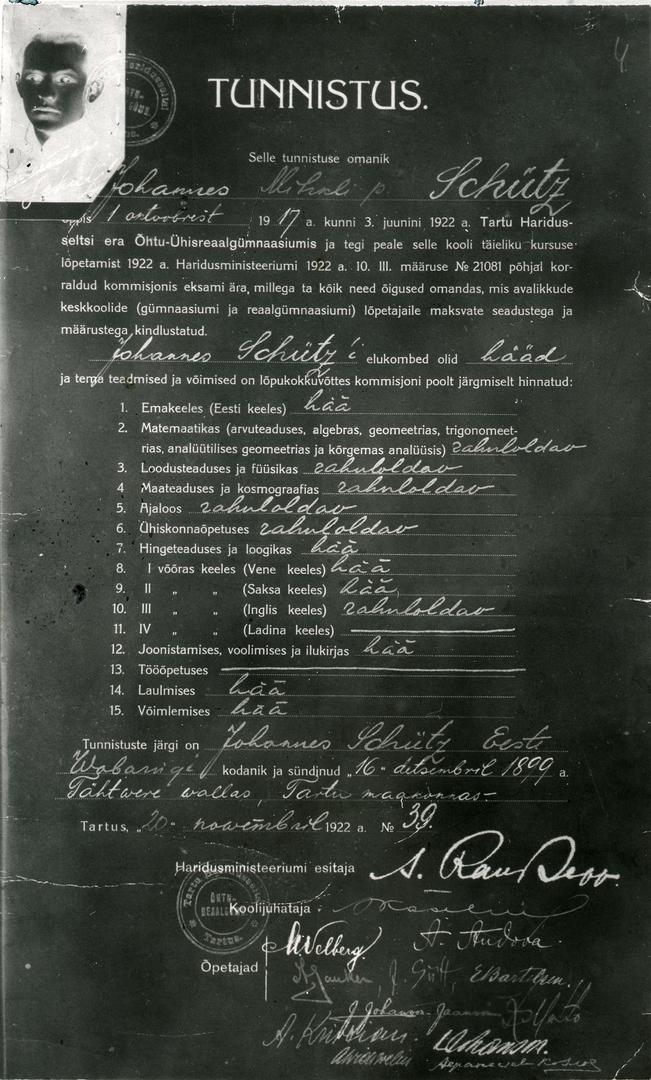 4
TUNNISTUS.
Selle tunnistuse omanik
Johannes Mihkli p. Schütz
õppis 1 oktoobrist 1917 a. kunni 3. juunini 1922 a. Tartu Haridus-
seltsi era Õhtu-Ühisreaalgümnaasiumis ja tegi peale selle kooli täieliku kursuse
lõpetamist 1922 a. Haridusministeeriumi 1922 a. 10. III. määruse № 21081 põhjal kor-
raldud kommisjonis eksami ära, millega ta kõik need õigused omandas, mis avalikkude
keskkoolide (gümnaasiumi ja reaalgümnaasiumi) lõpetajaile maksvate seadustega ja
määrustega kindlustatud.
Johannes Schütz'i elukombed olid hääd
ja tema teadmised ja võimised on lõpukokkuvõttes kommisjoni poolt järgmiselt hinnatud:
1. Emakeeles (Eesti keeles) hää
2. Matemaatikas (arvuteaduses, algebras, geomeetrias, trigonomeet-
rias, analüütilises geomeetrias ja kõrgemas analüüsis) rahuloldav
3. Loodusteaduses ja füüsikas rahuloldav
4 Maateaduses ja kosmograafias rahuloldav
5. Ajaloos rahuloldav
6. Ühiskonnaõpetuses rahuloldav
7. Hingeteaduses ja loogikas hää
8. I võõras keeles (Vene keeles) hää
9. II „ „ (Saksa keeles) hää
10. III „ „ (Inglis keeles) rahuloldav
11. IV „ „ (Ladina keeles)
12. Joonistamises, voolimises ja ilukirjas hää
13. Tööõpetuses
14. Laulmises hää
15. Võimlemises hää
Tunnistuste järgi on Johannes Schütz Eesti
Wabariigi kodanik ja sündinud „16" detsembril 1899 a.
Tähtwere wallas, Tartu maakonnas-
Tartus, „20" nowembril 1922 a. № 39.
Haridusministeeriumi esitaja
Koolijuhataja:
A. Velberg. A. Andova.
Õpetajad